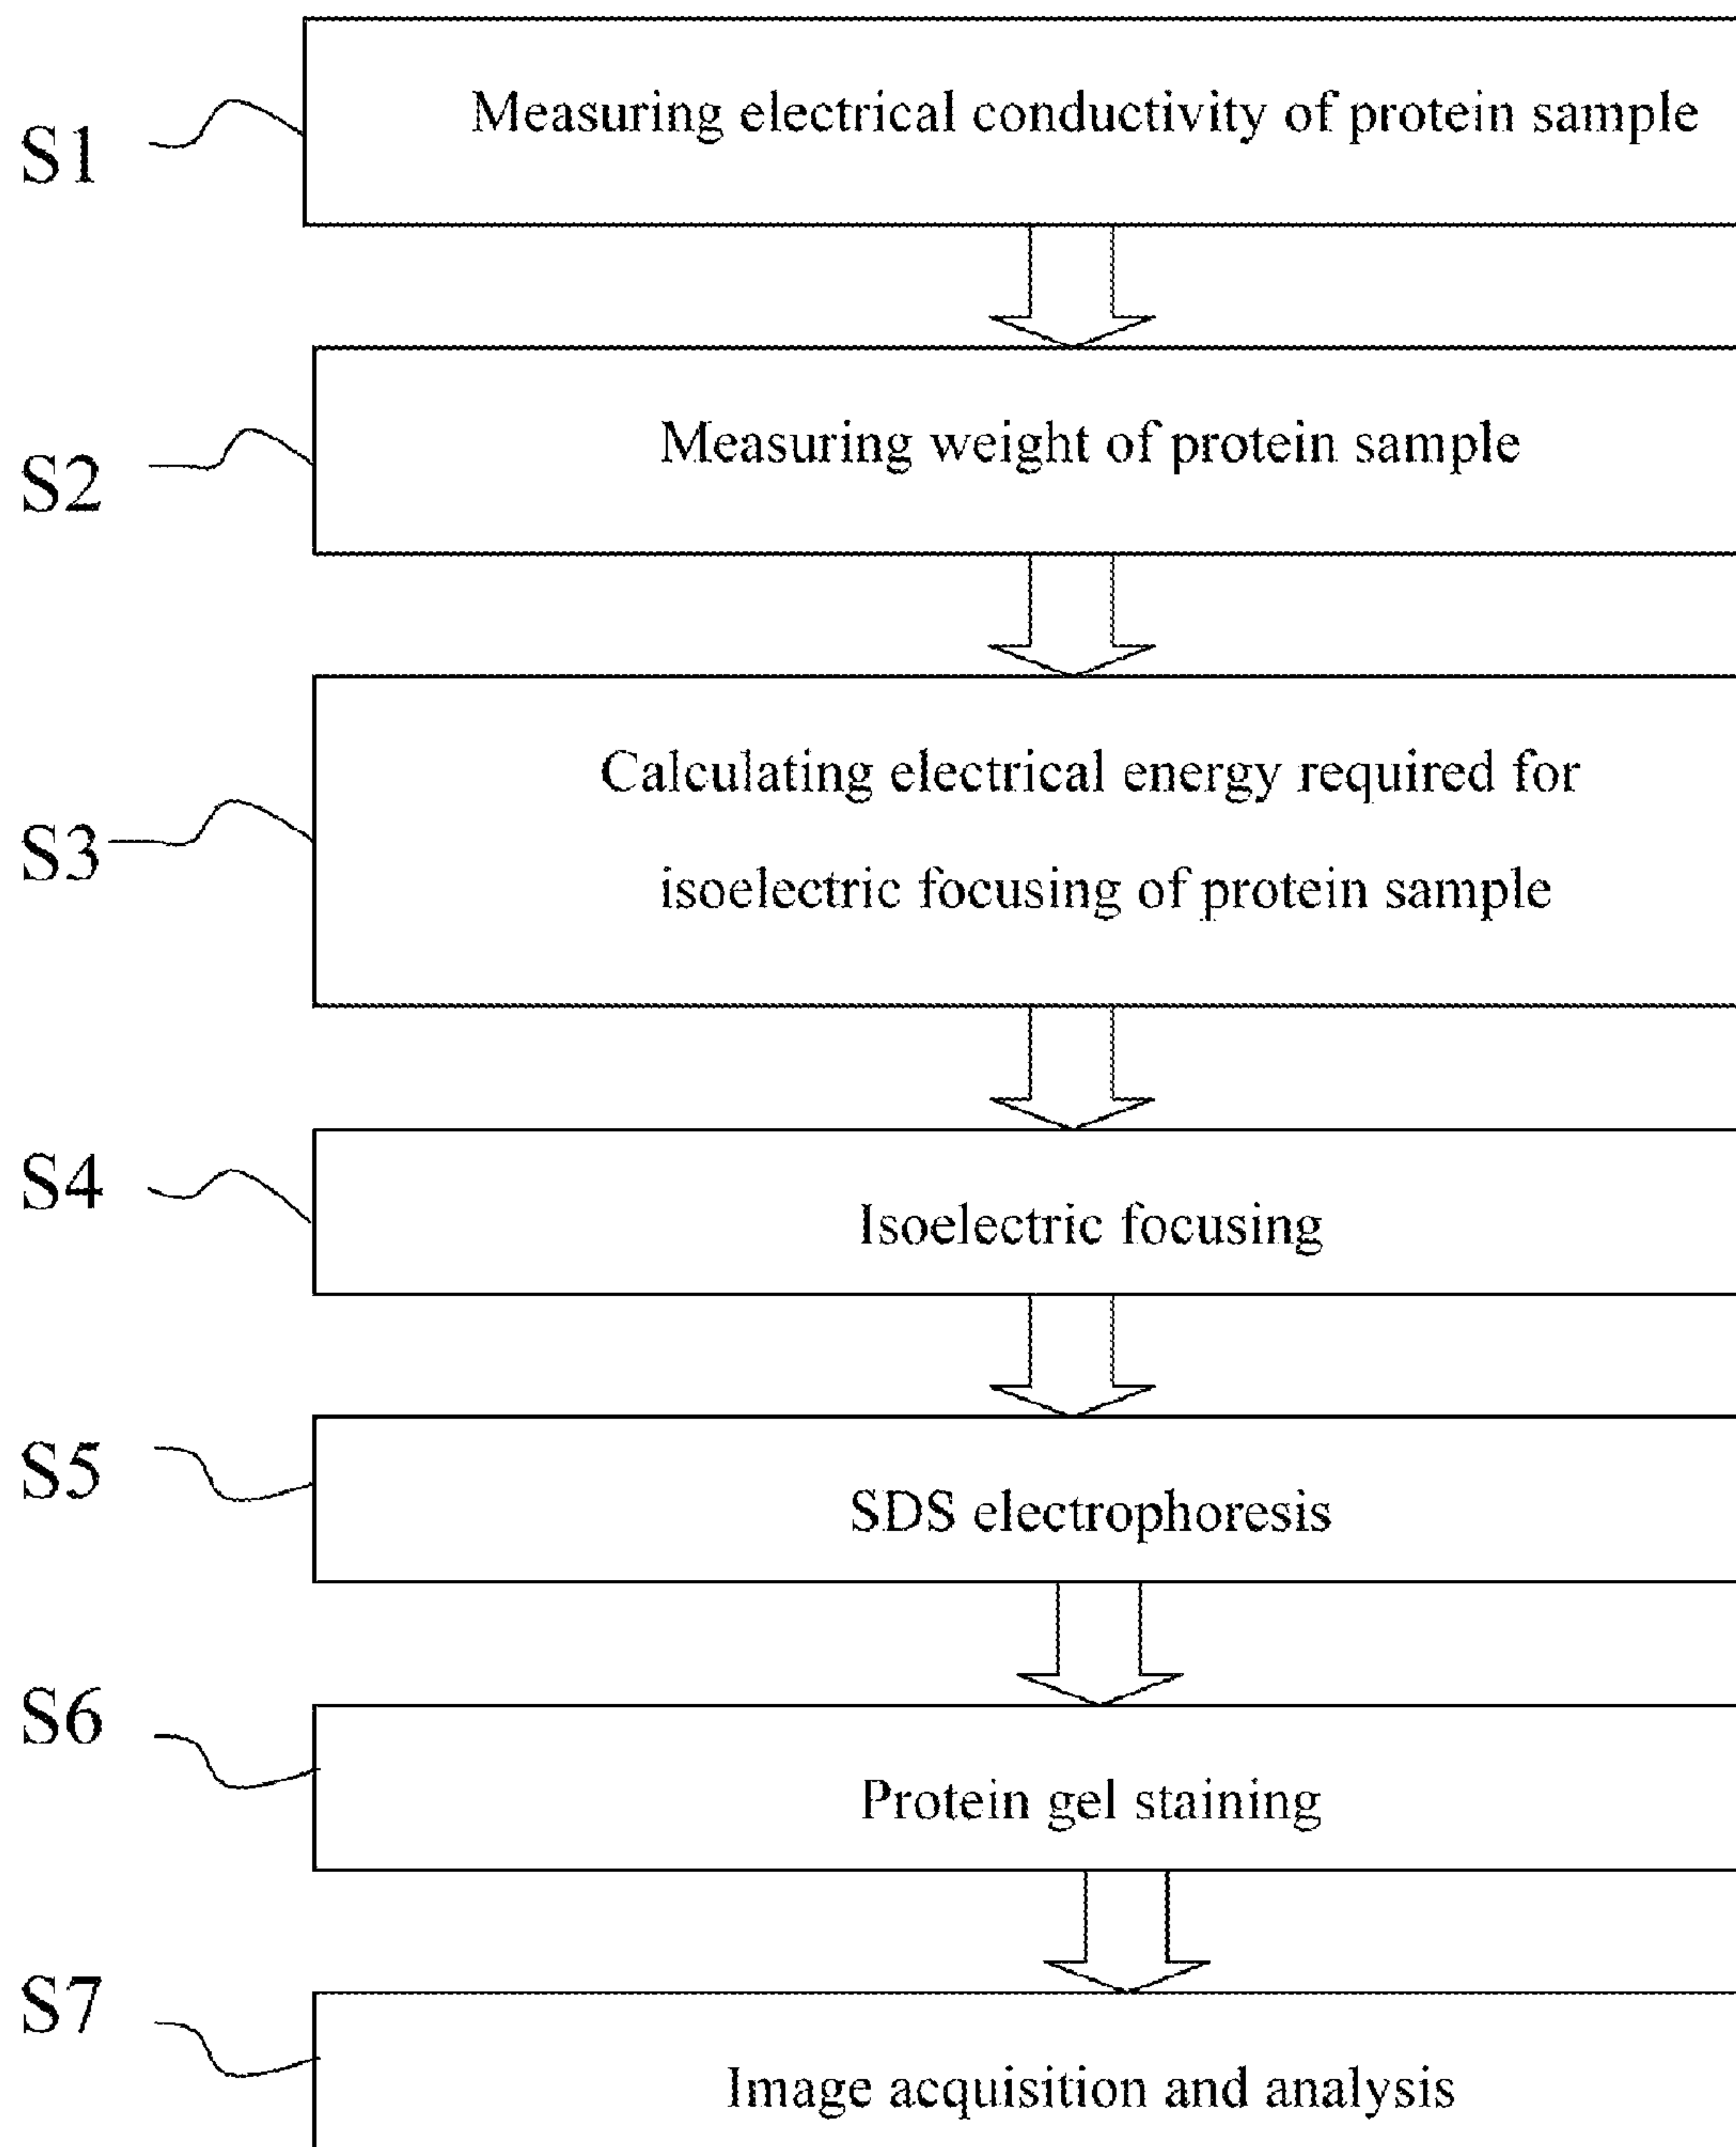 S1
Measuring electrical conductivity of protein sample
S2
Measuring weight of protein sample
S3
Calculating electrical energy required for
isoelectric focusing of protein sample
S4
Isoelectric focusing
S5
SDS electrophoresis
S6
Protein gel staining
S7
Image acquisition and analysis